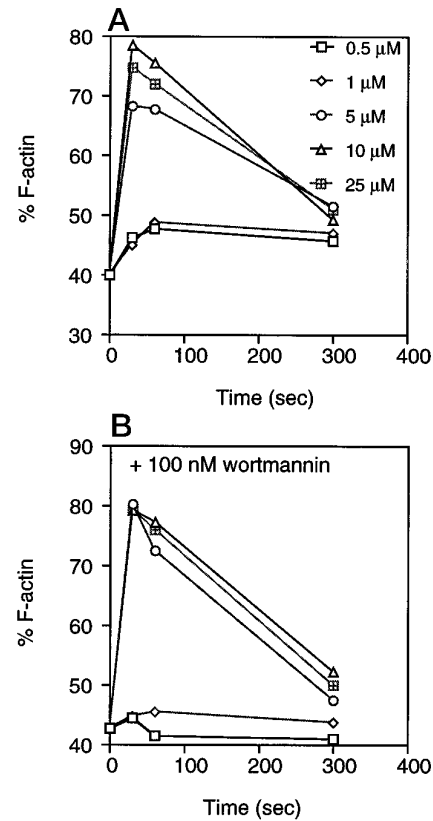 A
80
70
60
50
40
30
% F-actin
0.5 µM
1 µM
5 µM
10 µM
25 µM
0 100 200 300 400
Time (sec)
B
+ 100 nM wortmannin
90
80
70
60
50
40
% F-actin
0 100 200 300 400
Time (sec)